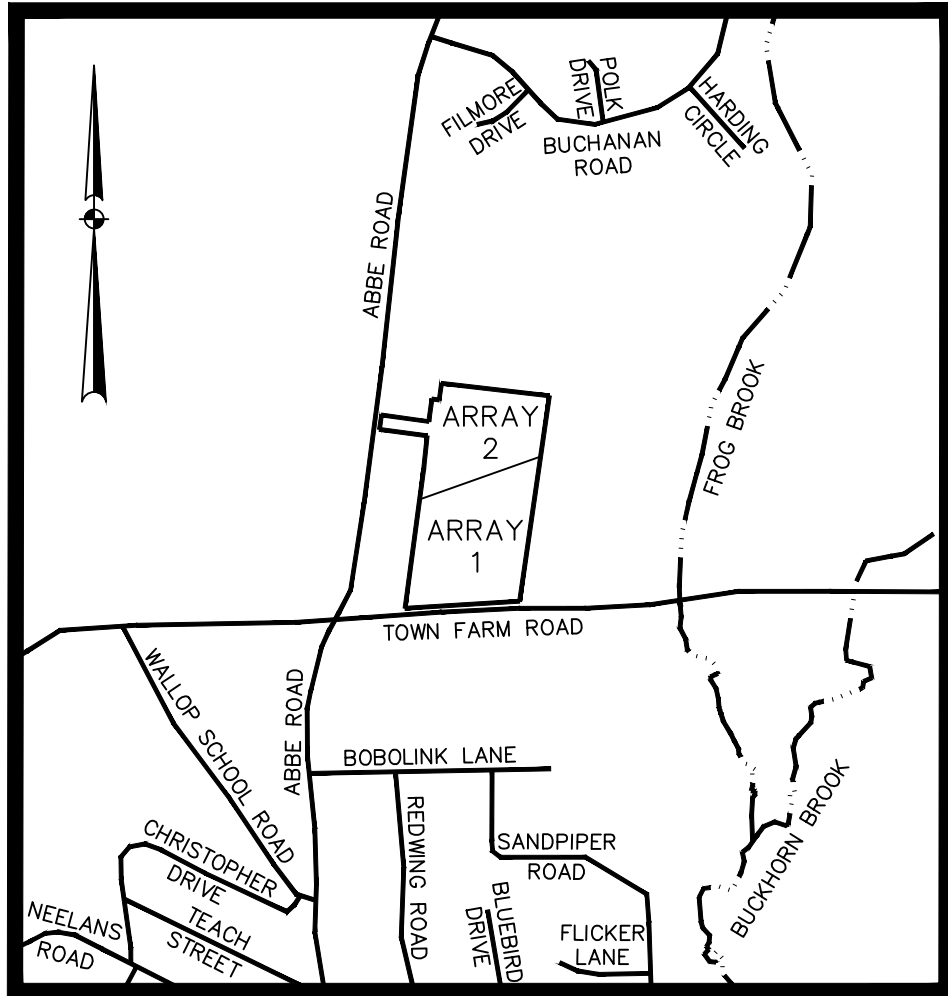 FILMORE
DRIVE
POLK
DRIVE
HARDING
CIRCLE
BUCHANAN
ROAD
ABBE ROAD
FROG BROOK
ARRAY
2
ARRAY
1
TOWN FARM ROAD
WALLOP SCHOOL ROAD
ABBE ROAD
BOBOLINK LANE
REDWING ROAD
SANDPIPER
ROAD
BUCKHORN BROOK
CHRISTOPHER
DRIVE
TEACH
STREET
NEELANS
ROAD
BLUEBIRD
DRIVE
FLICKER
LANE